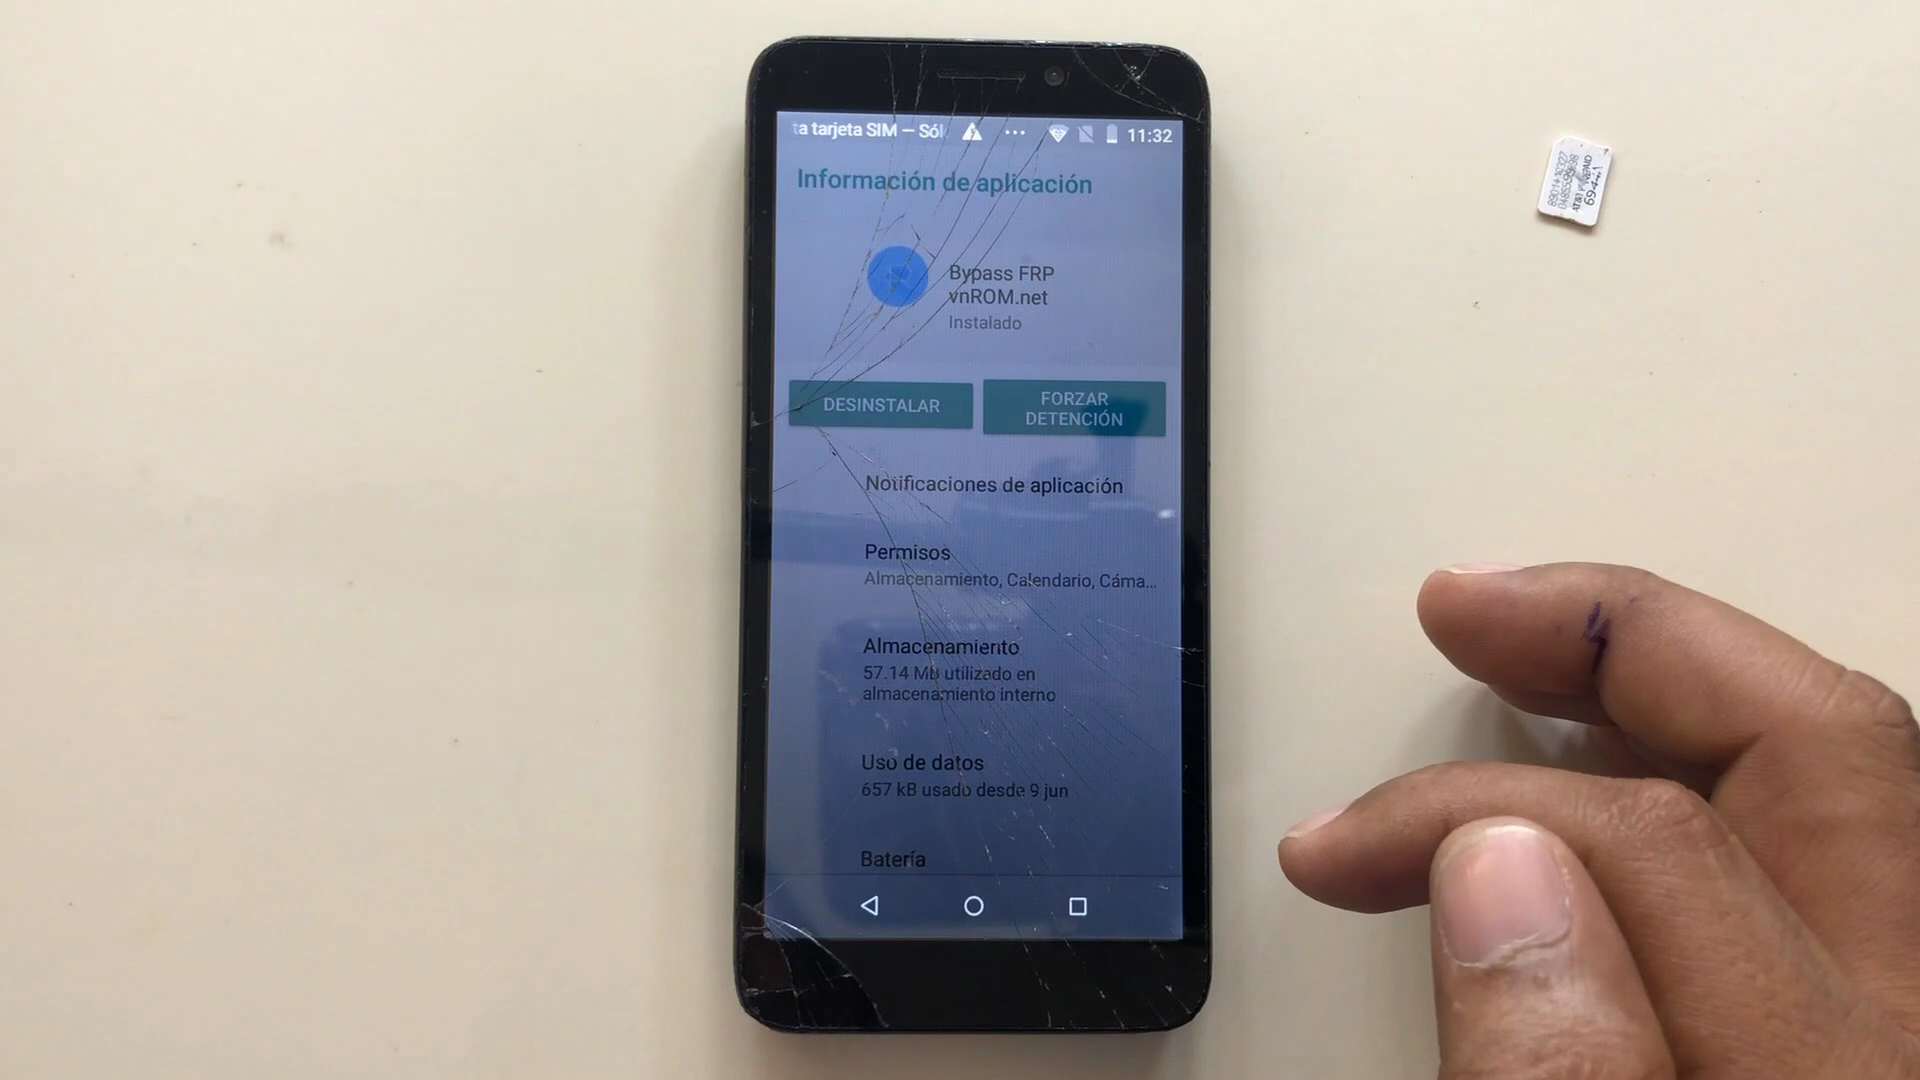 ta tarjeta SIM — Sól
11:32
Información de aplicación
Bypass FRP
vnROM.net
Instalado
DESINSTALAR
FORZAR
DETENCIÓN
Notificaciones de aplicación
Permisos
Almacenamiento, Calendario, Cáma...
Almacenamiento
57.14 MB utilizado en
almacenamiento interno
Uso de datos
657 kB usado desde 9 jun
Batería